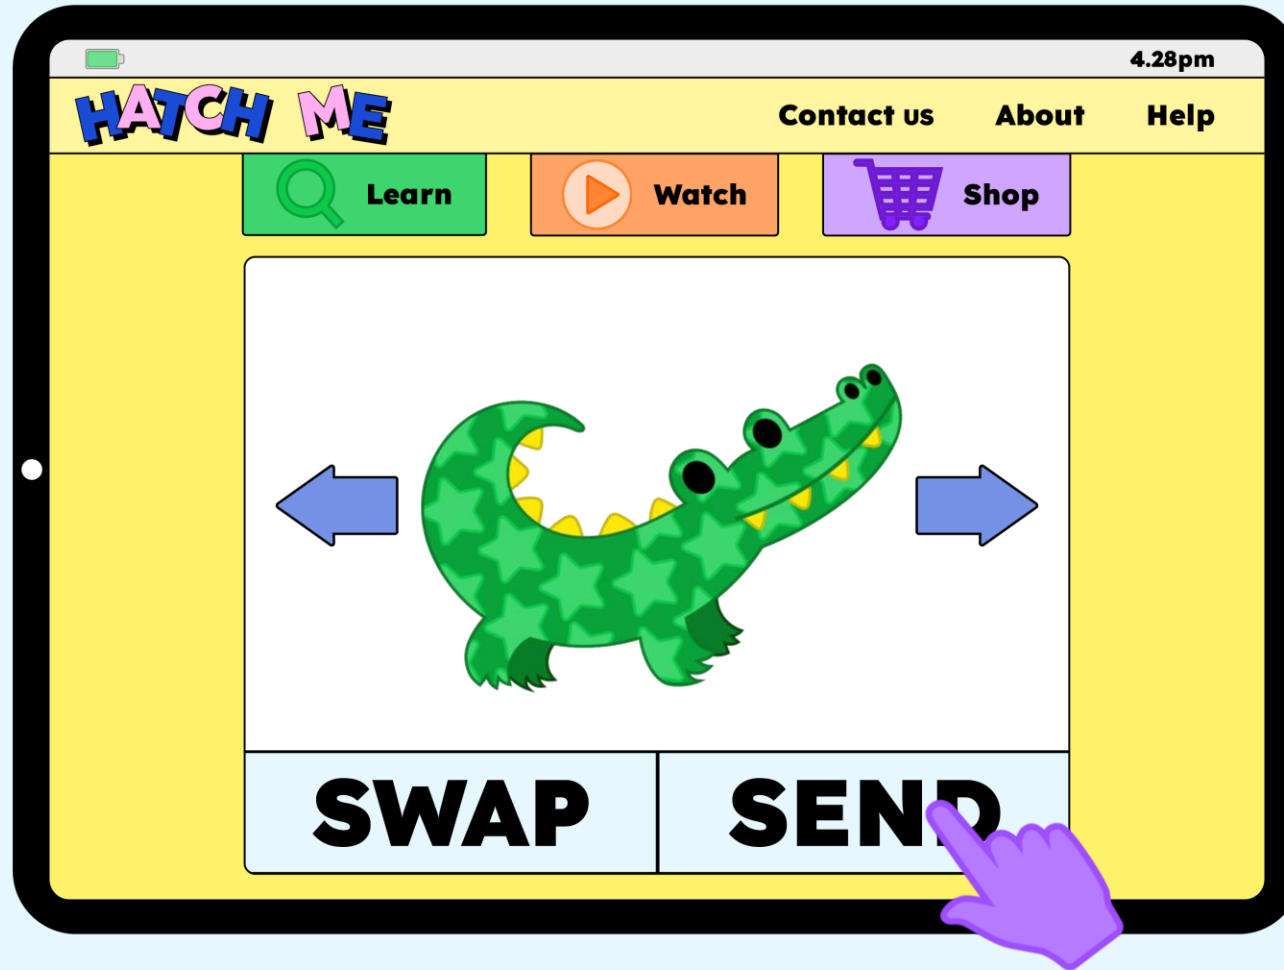 4.28pm
HATCH ME
Contact us About Help
Learn Watch Shop
SWAP SEND